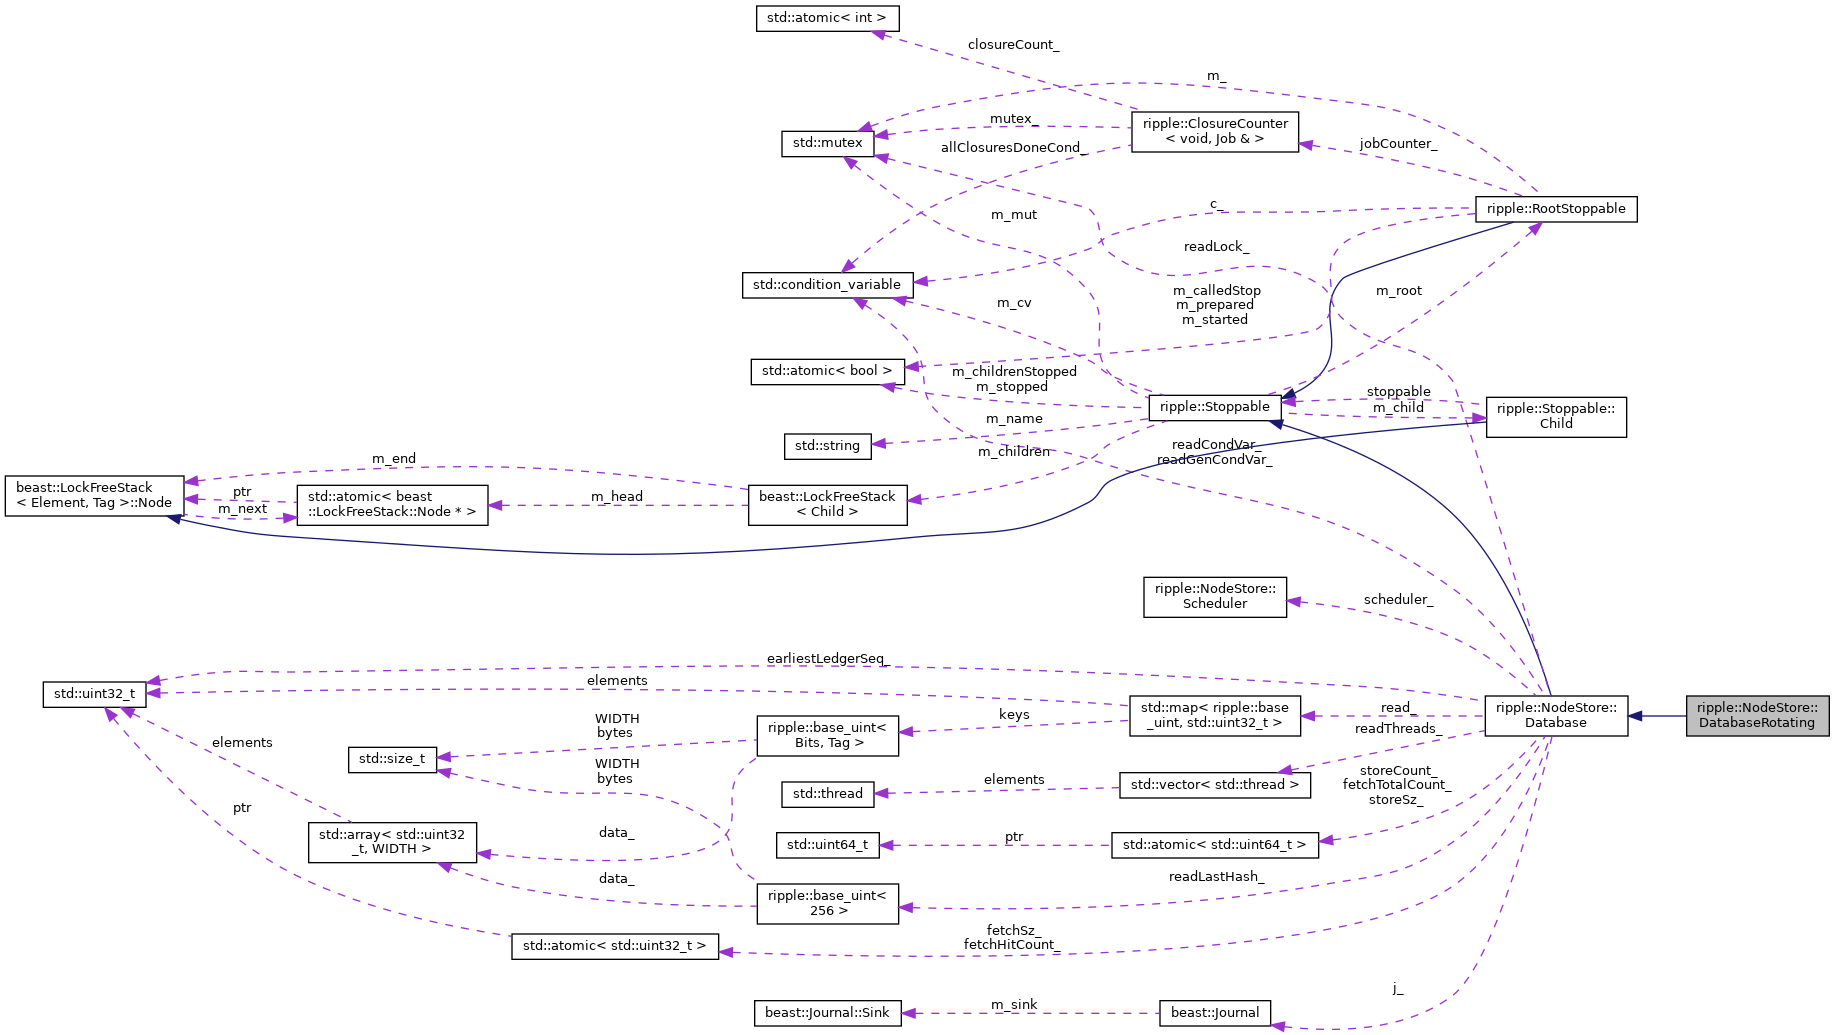 std::atomic< int >
closureCount_
m_
ripple::ClosureCounter
< void, Job & >
mutex_
std::mutex
allClosuresDoneCond_
jobCounter_
ripple::RootStoppable
c_
m_mut
readLock_
std::condition_variable
m_cv
m_calledStop
m_prepared
m_started
m_root
std::atomic< bool >
m_childrenStopped
m_stopped
ripple::Stoppable
stoppable
m_child
ripple::Stoppable::
Child
m_name
std::string
m_children
readCondVar_
readGenCondVar_
m_end
beast::LockFreeStack
< Element, Tag >::Node
ptr
m_next
std::atomic< beast
::LockFreeStack::Node * >
m_head
beast::LockFreeStack
< Child >
ripple::NodeStore::
Scheduler
scheduler_
earliestLedgerSeq_
std::uint32_t
elements
std::map< ripple::base
_uint, std::uint32_t >
read_
ripple::NodeStore::
Database
ripple::NodeStore::
DatabaseRotating
keys
ripple::base_uint<
Bits, Tag >
WIDTH
bytes
std::size_t
elements
readThreads_
WIDTH
bytes
std::thread
elements
std::vector< std::thread >
storeCount_
fetchTotalCount_
storeSz_
ptr
std::array< std::uint32
_t, WIDTH >
data_
std::uint64_t
ptr
std::atomic< std::uint64_t >
data_
ripple::base_uint<
256 >
readLastHash_
std::atomic< std::uint32_t >
fetchSz_
fetchHitCount_
j_
beast::Journal::Sink
m_sink
beast::Journal